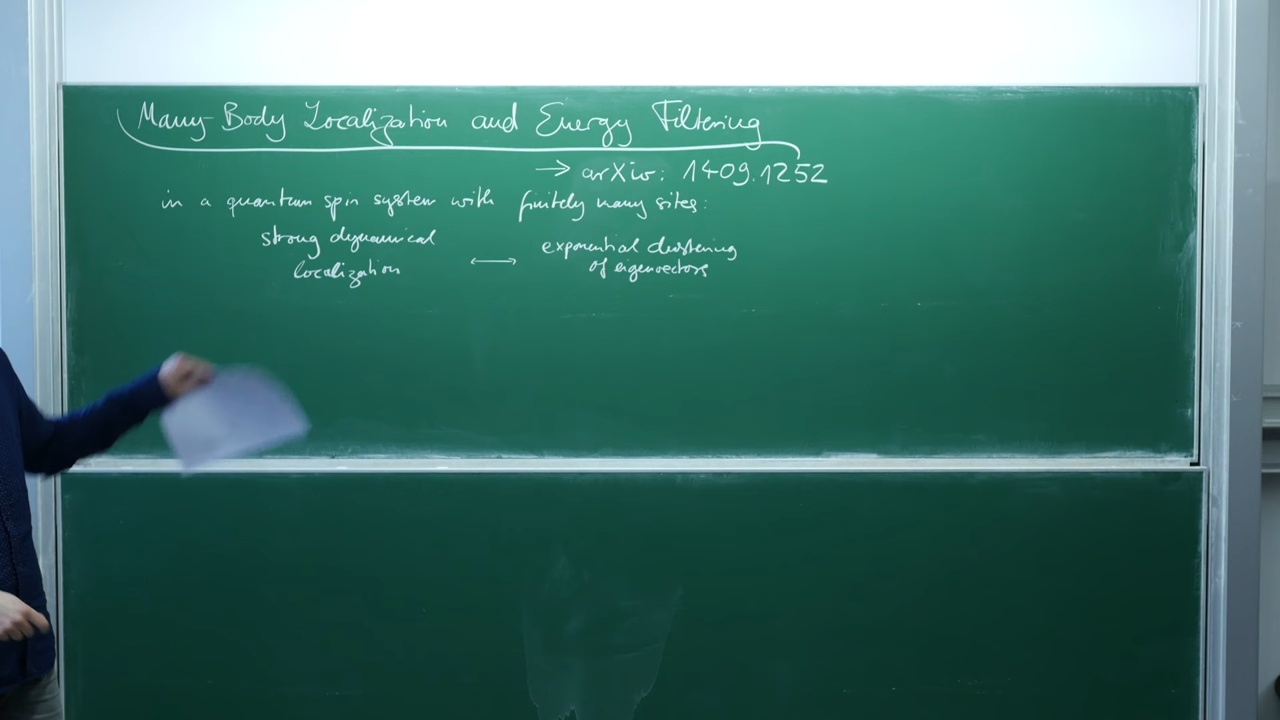 Many-Body Localization and Energy Filtering
→ arXiv: 1409.1252
in a quantum spin system with finitely many sites:
strong dynamical localization ⟷ exponential clustering of eigenvectors